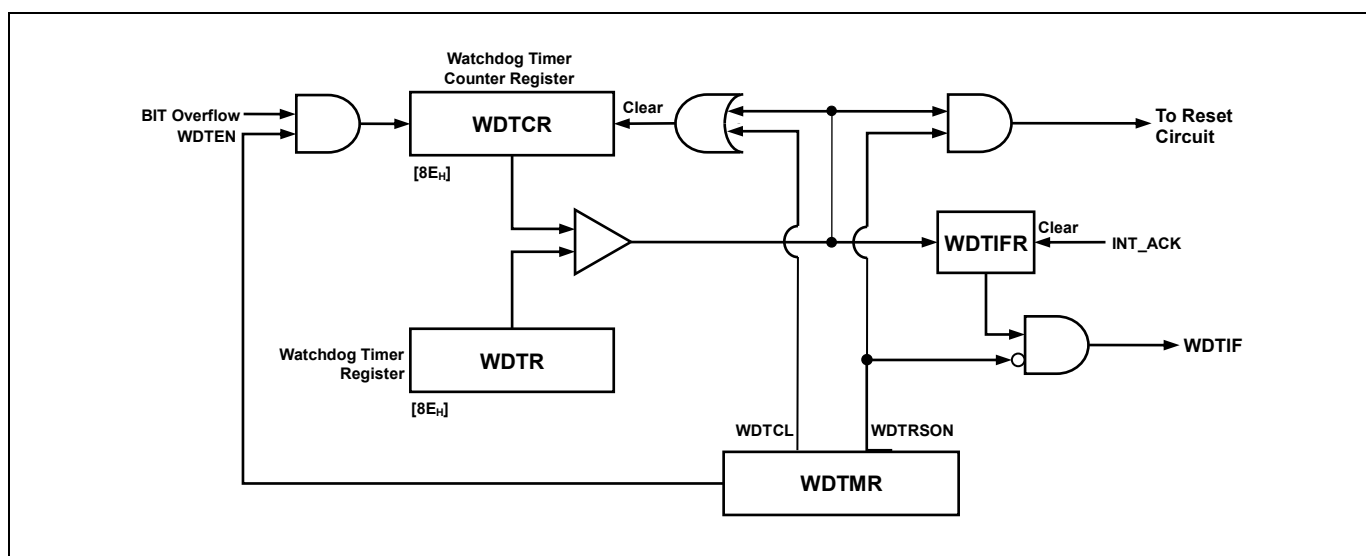 Watchdog Timer
Counter Register
BIT Overflow
WDTEN
WDTCR
Clear
To Reset
Circuit
[8EH]
WDTIFR
Clear
INT_ACK
Watchdog Timer
Register
WDTR
WDTIF
[8EH]
WDTCL
WDTRSON
WDTMR